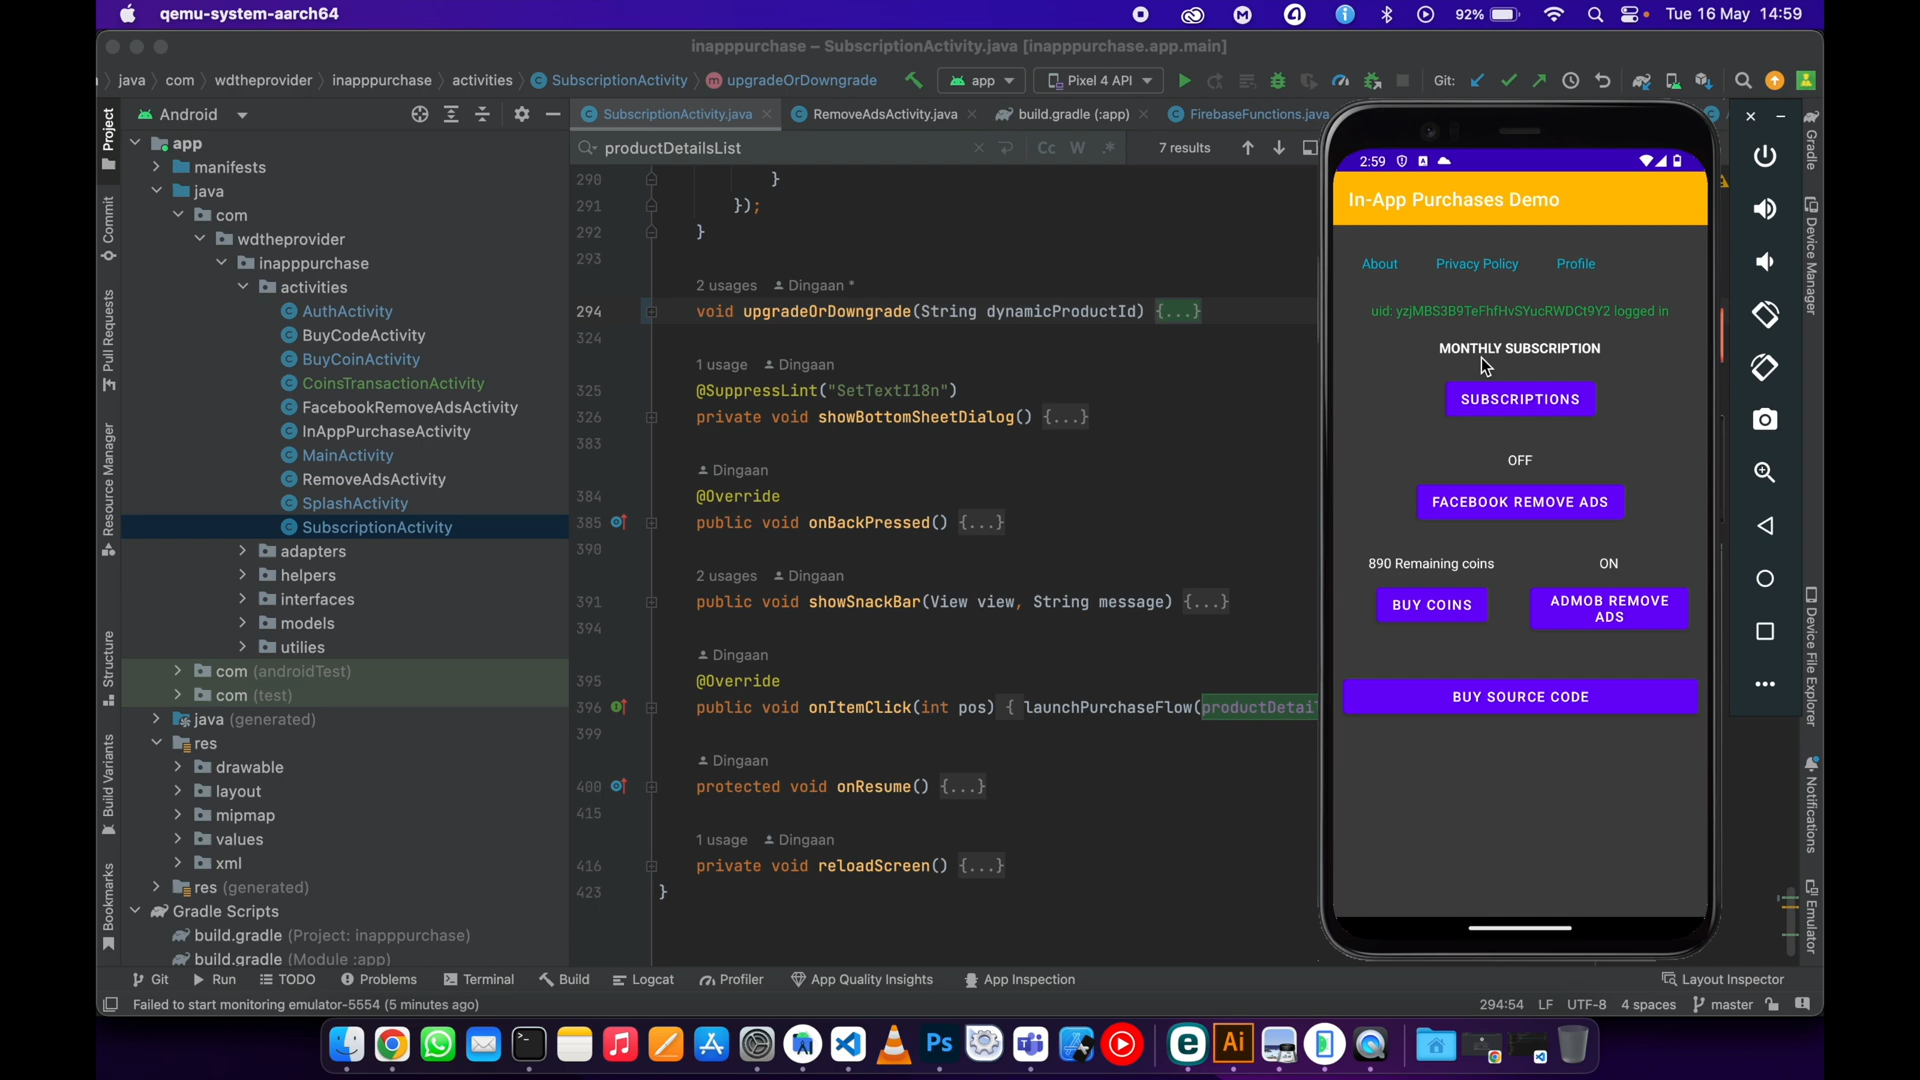 qemu-system-aarch64
92%
Tue 16 May 14:59
inapppurchase – SubscriptionActivity.java [inapppurchase.app.main]
java
com
wdtheprovider
inapppurchase
activities
SubscriptionActivity
upgradeOrDowngrade
app
Pixel 4 API
Git:
Android
SubscriptionActivity.java
RemoveAdsActivity.java
build.gradle (:app)
FirebaseFunctions.java
productDetailsList
Cc
W
.*
7 results
Project
Commit
Pull Requests
Resource Manager
Structure
Build Variants
Bookmarks
app
manifests
java
com
wdtheprovider
inapppurchase
activities
AuthActivity
BuyCodeActivity
BuyCoinActivity
CoinsTransactionActivity
FacebookRemoveAdsActivity
InAppPurchaseActivity
MainActivity
RemoveAdsActivity
SplashActivity
SubscriptionActivity
adapters
helpers
interfaces
models
utilies
com (androidTest)
com (test)
java (generated)
res
drawable
layout
mipmap
values
xml
res (generated)
Gradle Scripts
build.gradle (Project: inapppurchase)
build.gradle (Module :app)
290 }
291 });
292 }
293
2 usages Dingaan *
294 void upgradeOrDowngrade(String dynamicProductId) {...}
324
1 usage Dingaan
325 @SuppressLint("SetTextI18n")
326 private void showBottomSheetDialog() {...}
383
Dingaan
384 @Override
385 public void onBackPressed() {...}
390
2 usages Dingaan
391 public void showSnackBar(View view, String message) {...}
394
Dingaan
395 @Override
396 public void onItemClick(int pos) { launchPurchaseFlow(productDetail
399
Dingaan
400 protected void onResume() {...}
415
1 usage Dingaan
416 private void reloadScreen() {...}
423 }
2:59
In-App Purchases Demo
About
Privacy Policy
Profile
uid: yzjMBS3B9TeFhfHvSYucRWDCt9Y2 logged in
MONTHLY SUBSCRIPTION
SUBSCRIPTIONS
OFF
FACEBOOK REMOVE ADS
890 Remaining coins
ON
BUY COINS
ADMOB REMOVE
ADS
BUY SOURCE CODE
Gradle
Device Manager
Device File Explorer
Notifications
Emulator
Git
Run
TODO
Problems
Terminal
Build
Logcat
Profiler
App Quality Insights
App Inspection
Layout Inspector
Failed to start monitoring emulator-5554 (5 minutes ago)
294:54
LF
UTF-8
4 spaces
master
Ps
e
Ai